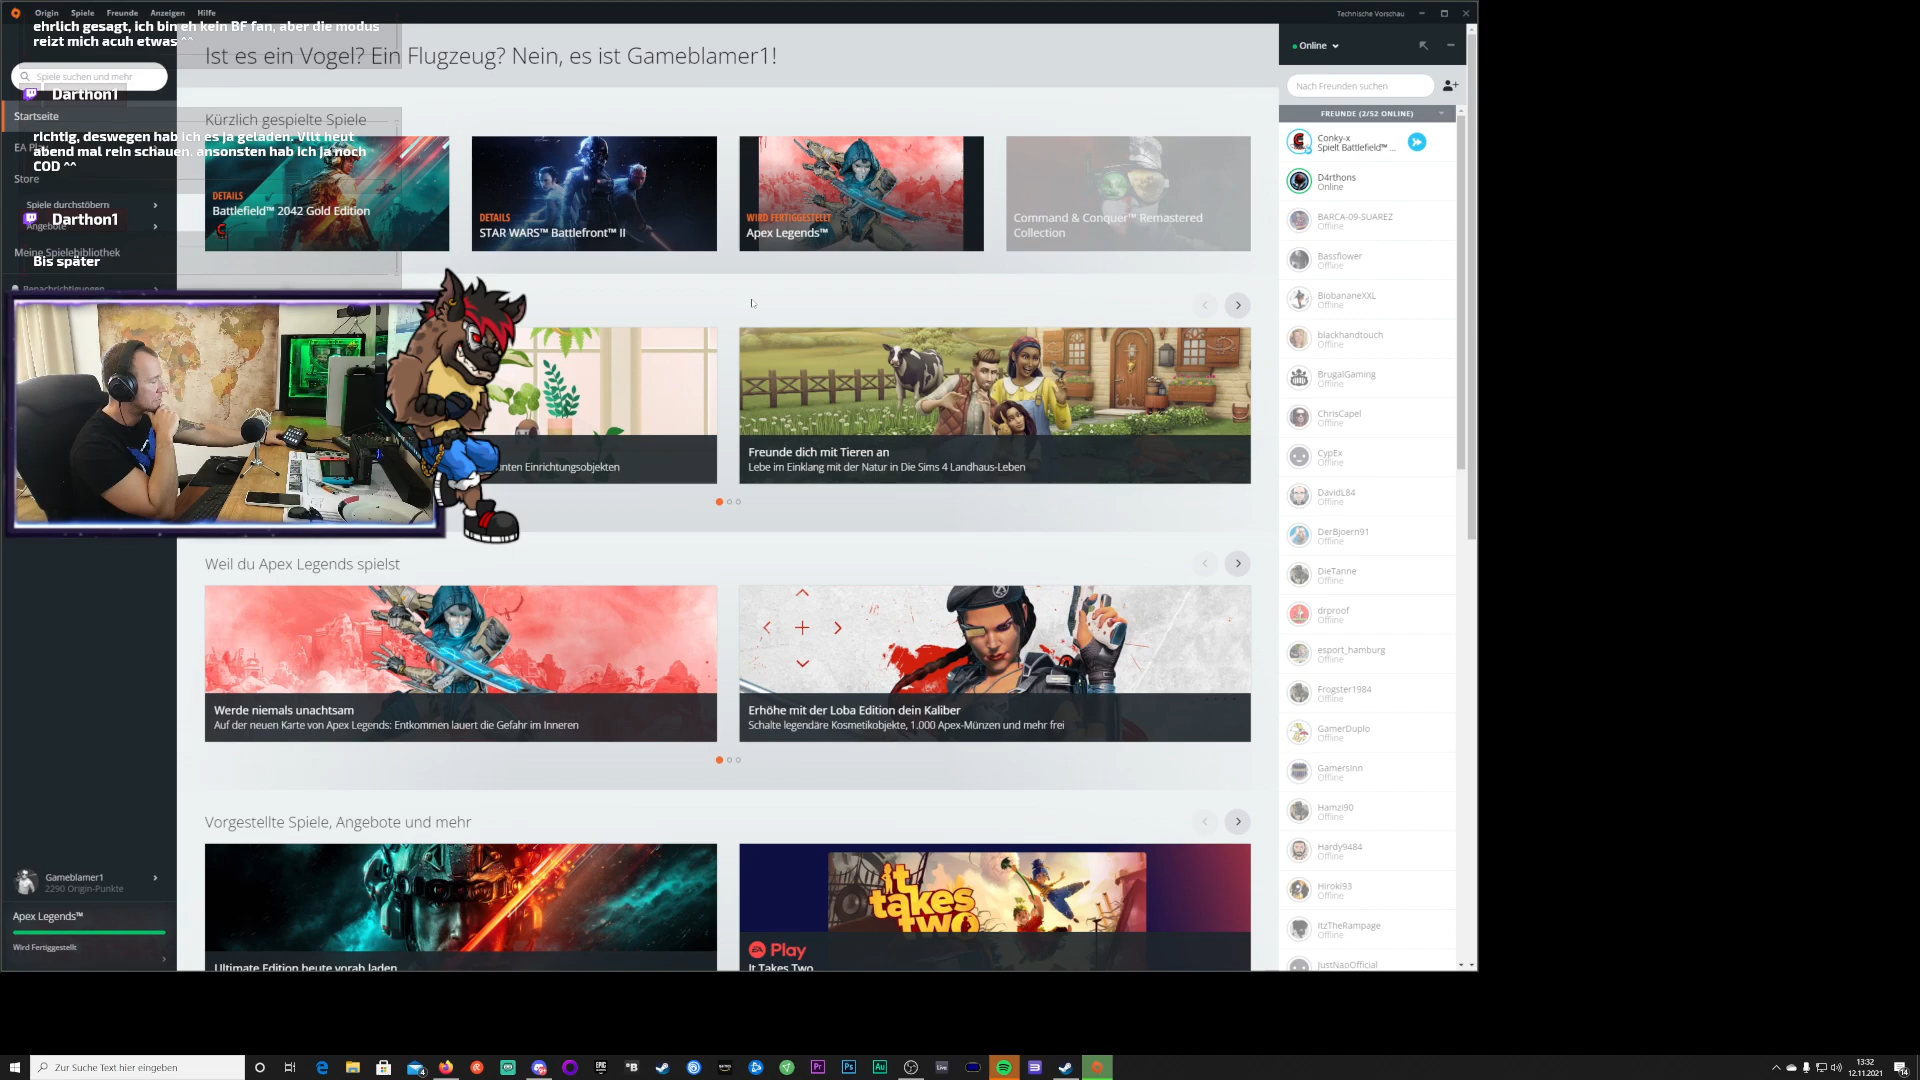 Origin Spiele Freunde Anzeigen Hilfe
Technische Vorschau
ehrlich gesagt, ich bin eh kein BF fan, aber die modus
reizt mich acuh etwas ^^
Spiele suchen und mehr
Darthon1
Startseite
richtig, deswegen hab ich es ja geladen. Vllt heut
abend mal rein schauen. ansonsten hab ich ja noch
COD ^^
EA Play
Store
Spiele durchstöbern
Darthon1
Angebote
Meine Spielebibliothek
Bis später
Benachrichtigungen
Ist es ein Vogel? Ein Flugzeug? Nein, es ist Gameblamer1!
Kürzlich gespielte Spiele
DETAILS
Battlefield™ 2042 Gold Edition
DETAILS
STAR WARS™ Battlefront™ II
WIRD FERTIGGESTELLT
Apex Legends™
Command & Conquer™ Remastered
Collection
Einrichtungsobjekten
Freunde dich mit Tieren an
Lebe im Einklang mit der Natur in Die Sims 4 Landhaus-Leben
Weil du Apex Legends spielst
Werde niemals unachtsam
Auf der neuen Karte von Apex Legends: Entkommen lauert die Gefahr im Inneren
Erhöhe mit der Loba Edition dein Kaliber
Schalte legendäre Kosmetikobjekte, 1.000 Apex-Münzen und mehr frei
Vorgestellte Spiele, Angebote und mehr
Ultimate Edition heute vorab laden
it takes two
EA Play
It Takes Two
Gameblamer1
2290 Origin-Punkte
Apex Legends™
Wird Fertiggestellt
Online
Nach Freunden suchen
FREUNDE (2/52 ONLINE)
Conky-x
Spielt Battlefield™ ...
D4rthons
Online
BARCA-09-SUAREZ
Offline
Bassflower
Offline
BiobananeXXL
Offline
blackhandtouch
Offline
BrugalGaming
Offline
ChrisCapel
Offline
CypEx
Offline
DavidL84
Offline
DerBjoern91
Offline
DieTanne
Offline
drproof
Offline
esport_hamburg
Offline
Frogster1984
Offline
GamerDuplo
Offline
GamersInn
Offline
Hamzi90
Offline
Hardy9484
Offline
Hiroki93
Offline
ItzTheRampage
Offline
JustNaoOfficial
Zur Suche Text hier eingeben
13:32
12.11.2021